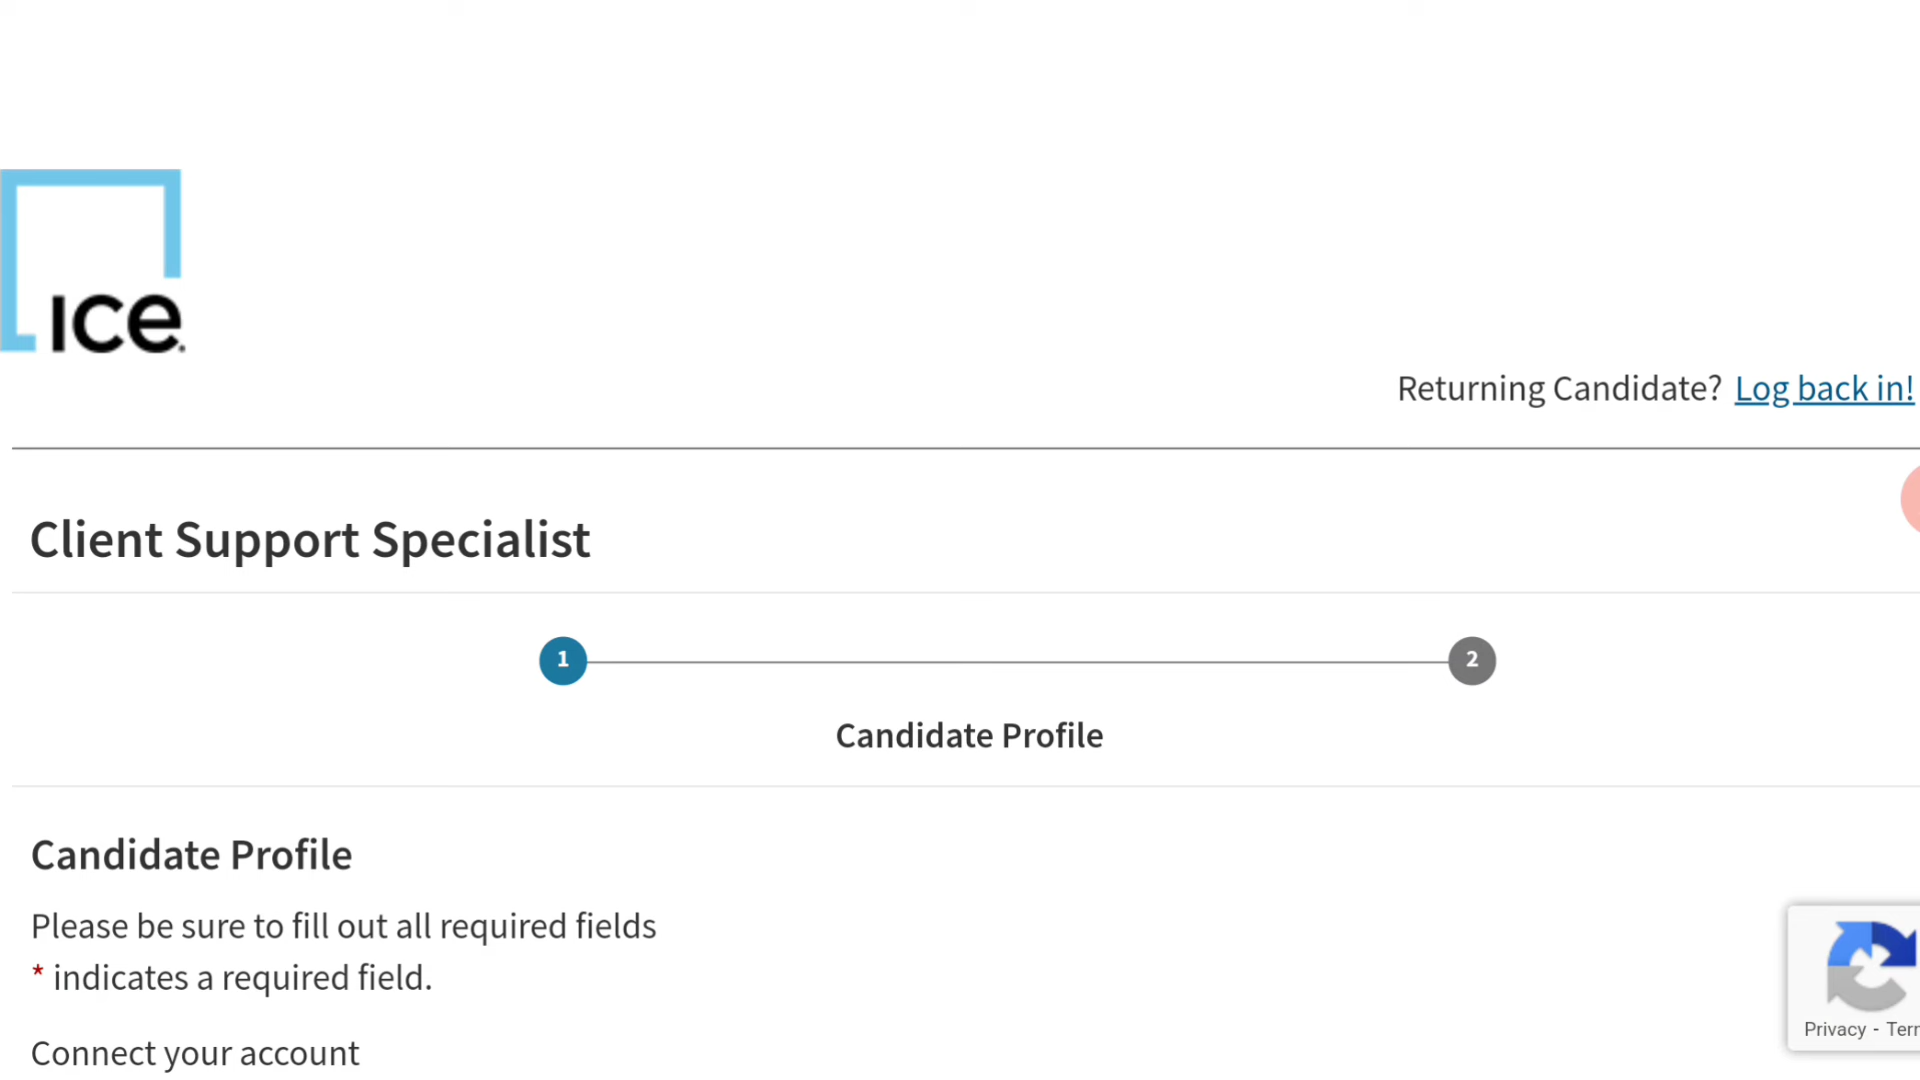 ice
Returning Candidate? Log back in!
Client Support Specialist
1
2
Candidate Profile
Candidate Profile
Please be sure to fill out all required fields
* indicates a required field.
Connect your account
Privacy -